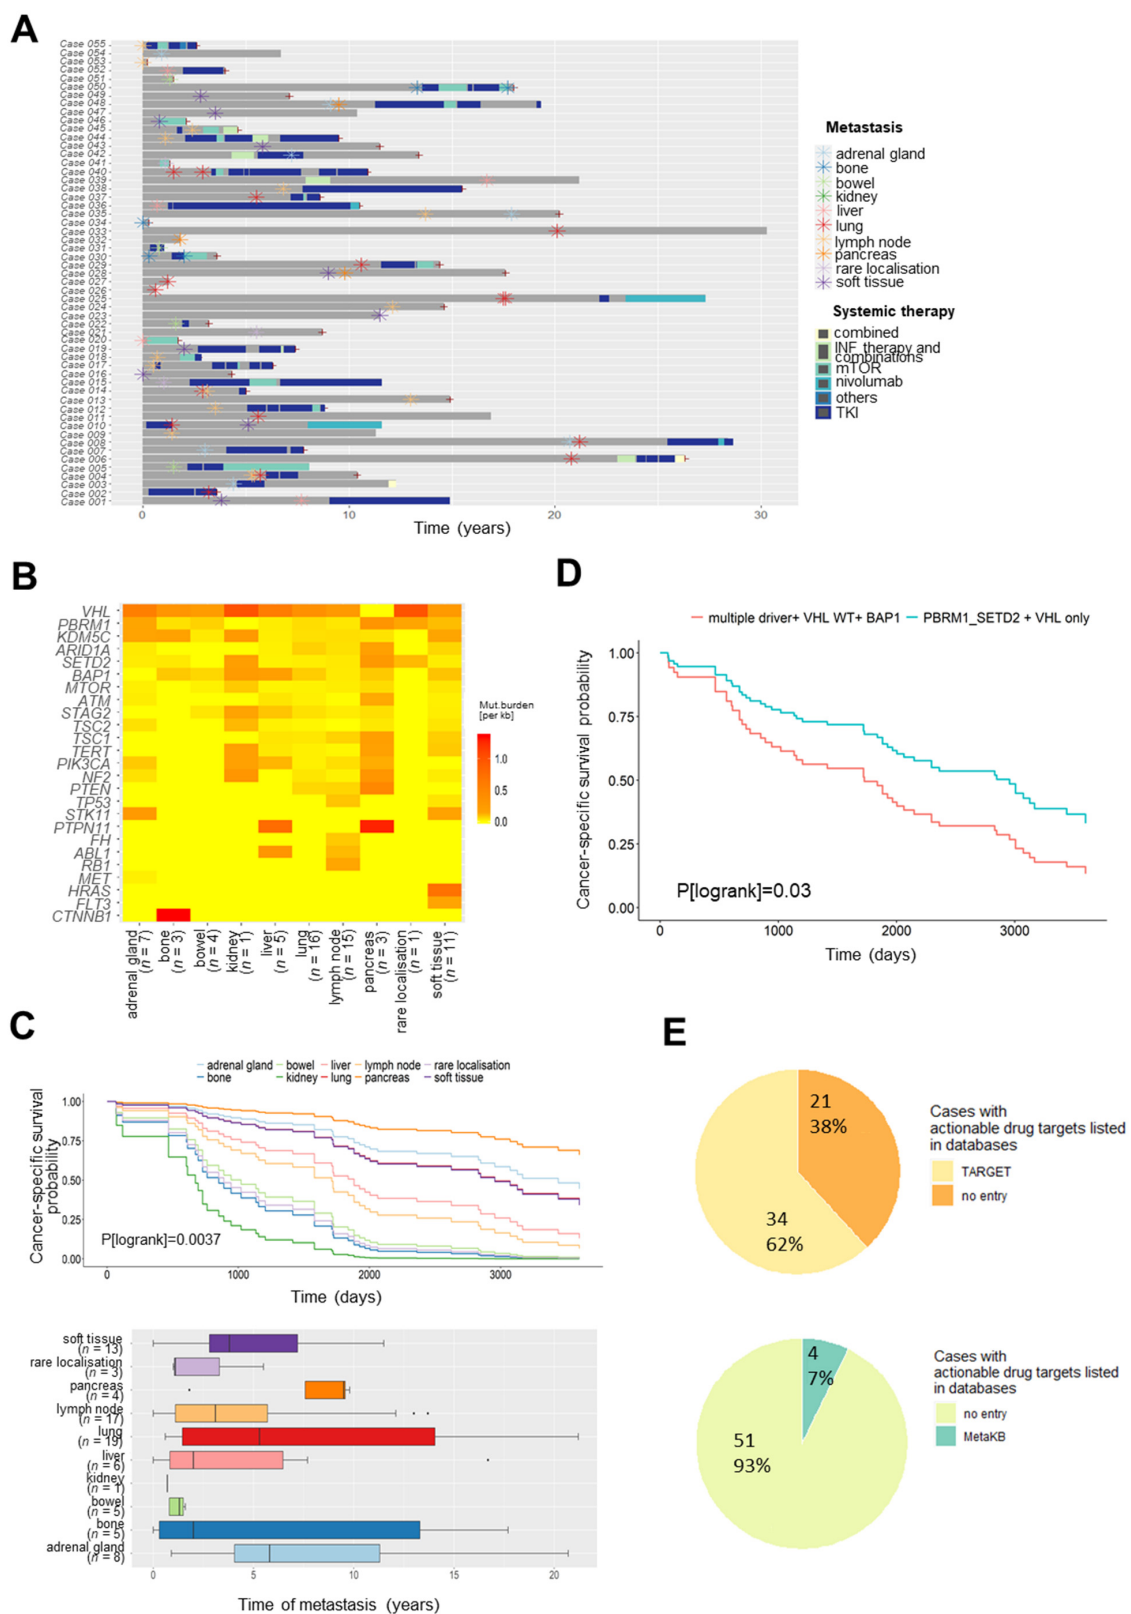 A
Case 055
Case 054
Case 053
Case 052
Case 051
Case 050
Case 049
Case 048
Case 047
Case 046
Case 045
Case 044
Case 043
Case 042
Case 041
Case 040
Case 039
Case 038
Case 037
Case 036
Case 035
Case 034
Case 033
Case 032
Case 031
Case 030
Case 029
Case 028
Case 027
Case 026
Case 025
Case 024
Case 023
Case 022
Case 021
Case 020
Case 019
Case 018
Case 017
Case 016
Case 015
Case 014
Case 013
Case 012
Case 011
Case 010
Case 009
Case 008
Case 007
Case 006
Case 005
Case 004
Case 003
Case 002
Case 001
0
10
20
30
Time (years)
Metastasis
adrenal gland
bone
bowel
kidney
liver
lung
lymph node
pancreas
rare localisation
soft tissue
Systemic therapy
combined
INF therapy and
combinations
mTOR
nivolumab
others
TKI
B
VHL
PBRM1
KDM5C
ARID1A
SETD2
BAP1
MTOR
ATM
STAG2
TSC2
TSC1
TERT
PIK3CA
NF2
PTEN
TP53
STK11
PTPN11
FH
ABL1
RB1
MET
HRAS
FLT3
CTNNB1
adrenal gland
(n = 7)
bone
(n = 3)
bowel
(n = 4)
kidney
(n = 1)
liver
(n = 5)
lung
(n = 16)
lymph node
(n = 15)
pancreas
(n = 3)
rare localisation
(n = 1)
soft tissue
(n = 11)
Mut.burden
[per kb]
1.0
0.0
D
multiple driver+ VHL WT+ BAP1
PBRM1_SETD2 + VHL only
Cancer-specific survival probability
1.00
0.75
0.50
0.25
0.00
P[logrank]=0.03
0
1000
2000
3000
Time (days)
C
adrenal gland
bowel
liver
lymph node
rare localisation
bone
kidney
lung
pancreas
soft tissue
Cancer-specific survival
probability
1.00
0.75
0.50
0.25
0.00
P[logrank]=0.0037
0
1000
2000
3000
Time (days)
soft tissue
(n = 13)
rare localisation
(n = 3)
pancreas
(n = 4)
lymph node
(n = 17)
lung
(n = 19)
liver
(n = 6)
kidney
(n = 1)
bowel
(n = 5)
bone
(n = 5)
adrenal gland
(n = 8)
0
5
10
15
20
Time of metastasis (years)
E
21
38%
34
62%
Cases with
actionable drug targets listed
in databases
TARGET
no entry
4
7%
51
93%
Cases with
actionable drug targets listed
in databases
no entry
MetaKB